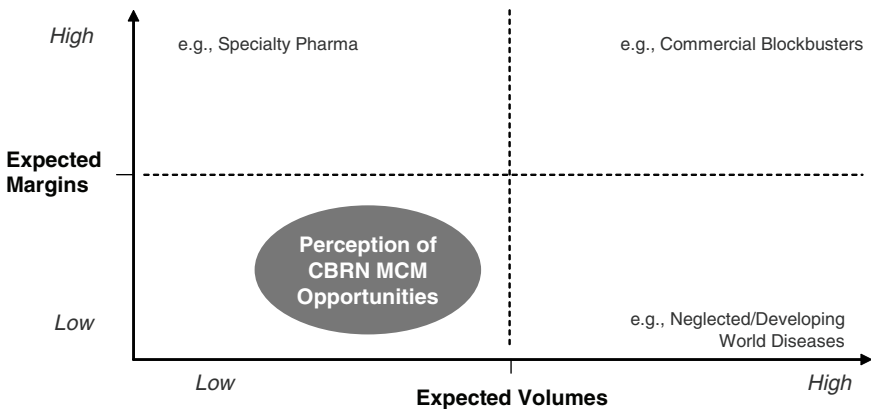 High
e.g., Specialty Pharma
e.g., Commercial Blockbusters
Expected
Margins
Perception of
CBRN MCM
Opportunities
Low
e.g., Neglected/Developing
World Diseases
Low
Expected Volumes
High